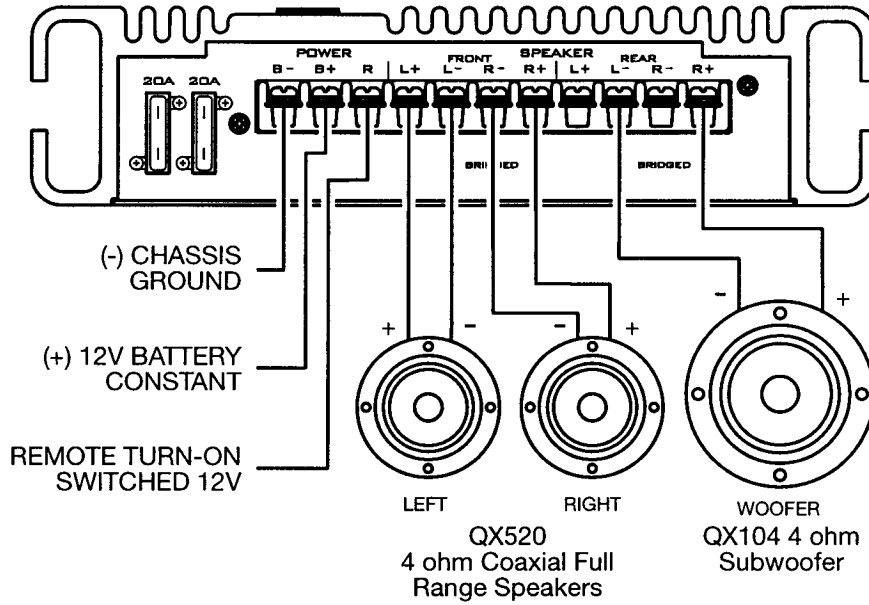 POWER
FRONT
SPEAKER
REAR
B- B+ R L+ L- R- R+ L+ L- R- R+
20A 20A
BRIDGED
BRIDGED
(-) CHASSIS
GROUND
(+) 12V BATTERY
CONSTANT
REMOTE TURN-ON
SWITCHED 12V
+ - - + - +
LEFT
RIGHT
WOOFER
QX520
4 ohm Coaxial Full
Range Speakers
QX104 4 ohm
Subwoofer